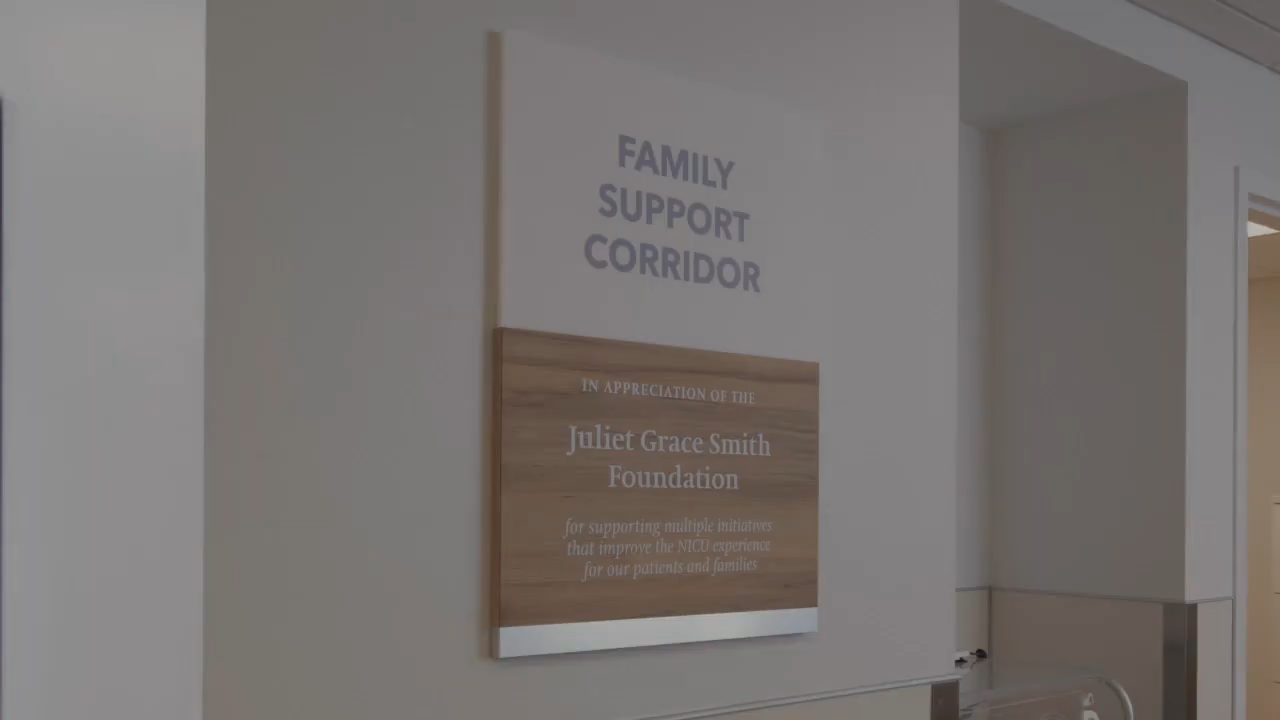 FAMILY
SUPPORT
CORRIDOR
IN APPRECIATION OF THE
Juliet Grace Smith
Foundation
for supporting multiple initiatives
that improve the NICU experience
for our patients and families